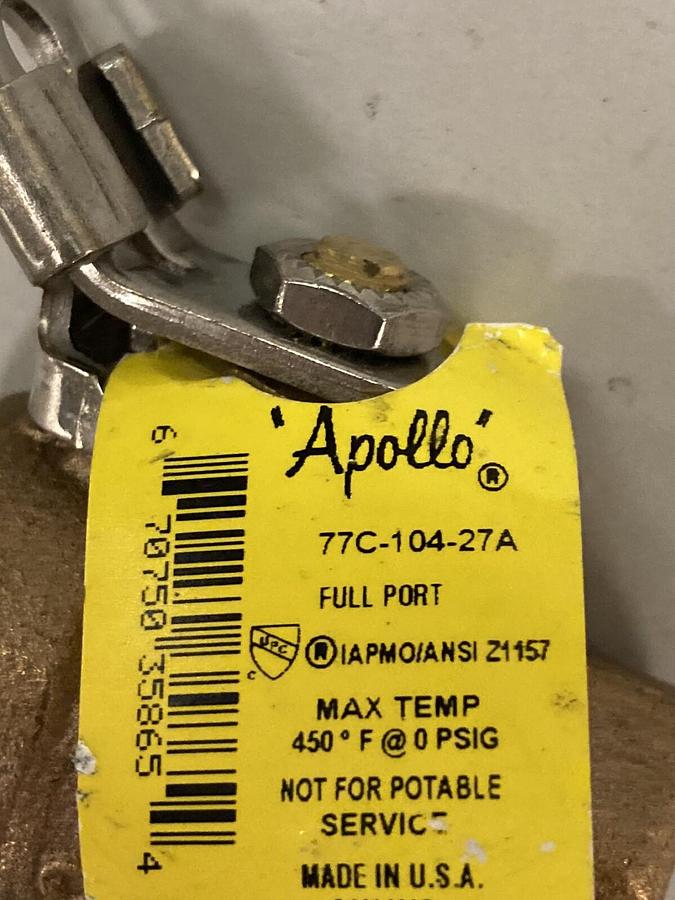 "Apollo"®
77C-104-27A
FULL PORT
UPC
c
® IAPMO/ANSI Z1157
MAX TEMP
450° F @ 0 PSIG
NOT FOR POTABLE
SERVICE
MADE IN U.S.A.
6 70750 35865 4